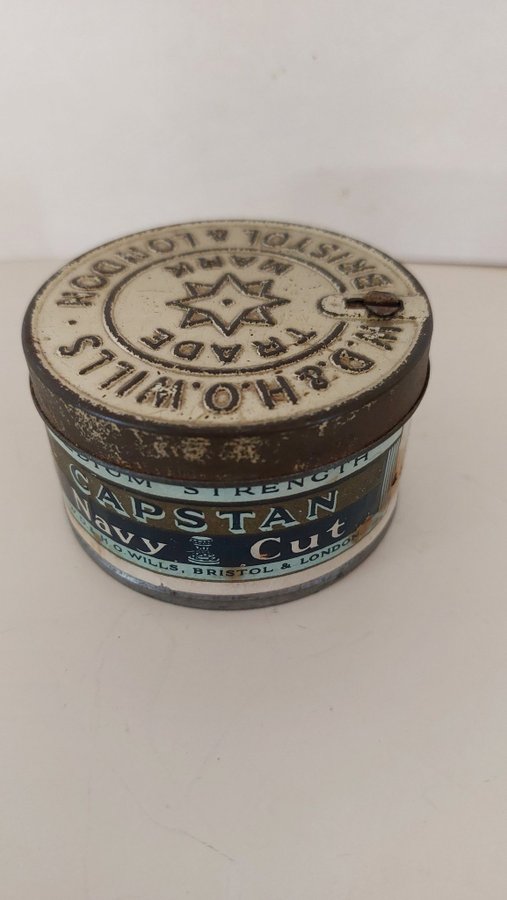 W.D.&H.O.WILLS · BRISTOL & LONDON ·
TRADE MARK
STRENGTH
CAPSTAN
Navy Cut
H O WILLS, BRISTOL & LONDON